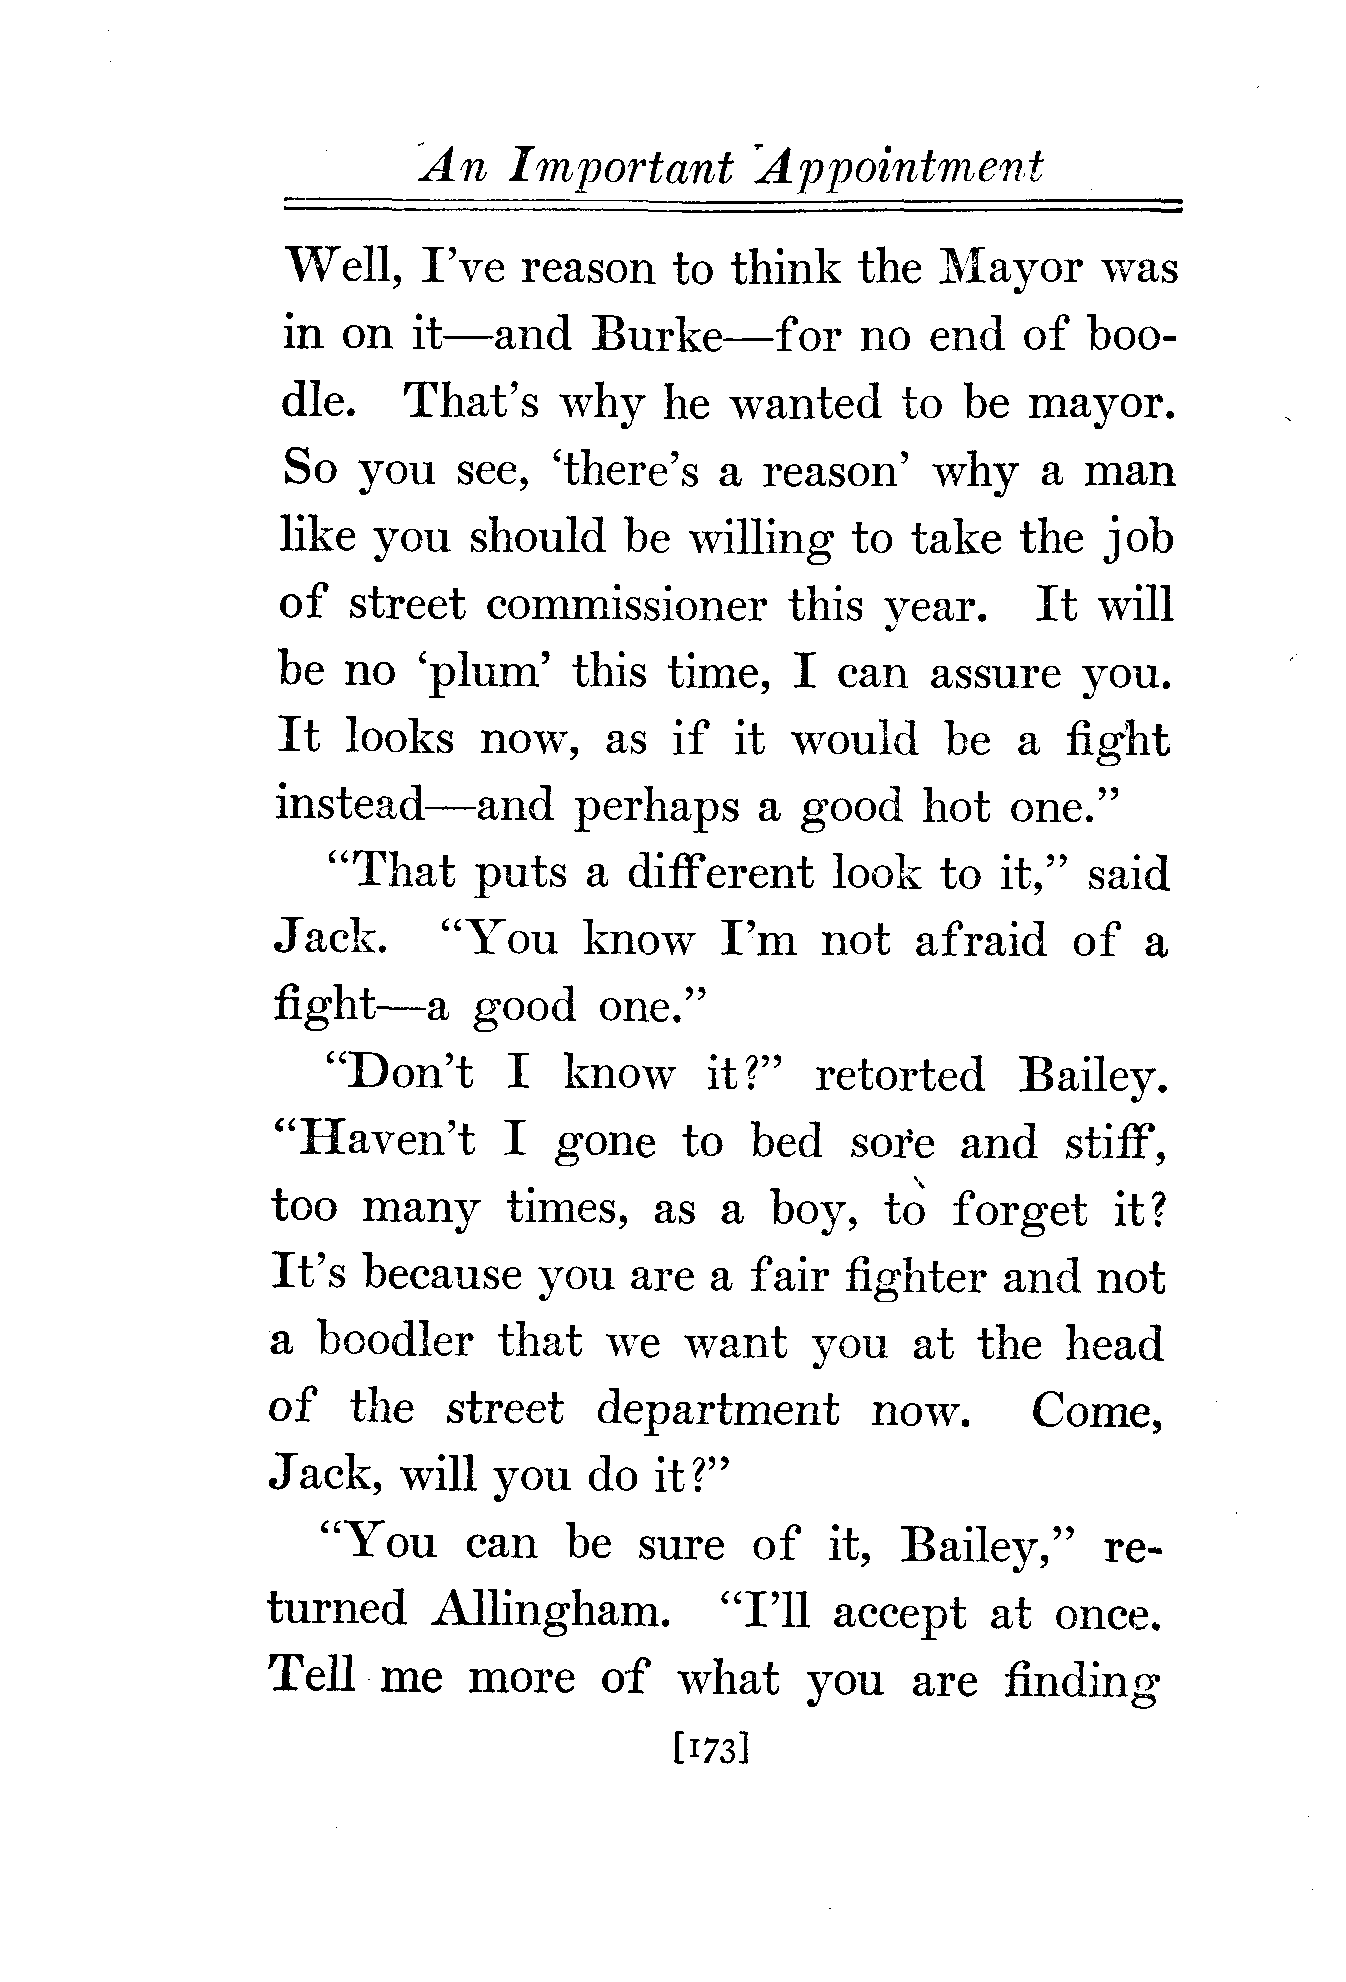 An Important Appointment
Well, I've reason to think the Mayor was
in on it—and Burke—for no end of boo-
dle. That's why he wanted to be mayor.
So you see, ‘there's a reason’ why a man
like you should be willing to take the job
of street commissioner this year. It will
be no ‘plum’ this time, I can assure you.
It looks now, as if it would be a fight
instead—and perhaps a good hot one.”
“That puts a different look to it,” said
Jack. “You know I'm not afraid of a
fight—a good one.”
“Don't I know it?” retorted Bailey.
“Haven't I gone to bed sore and stiff,
too many times, as a boy, to forget it?
It's because you are a fair fighter and not
a boodler that we want you at the head
of the street department now. Come,
Jack, will you do it?”
“You can be sure of it, Bailey,” re-
turned Allingham. “I'll accept at once.
Tell me more of what you are finding
[173]